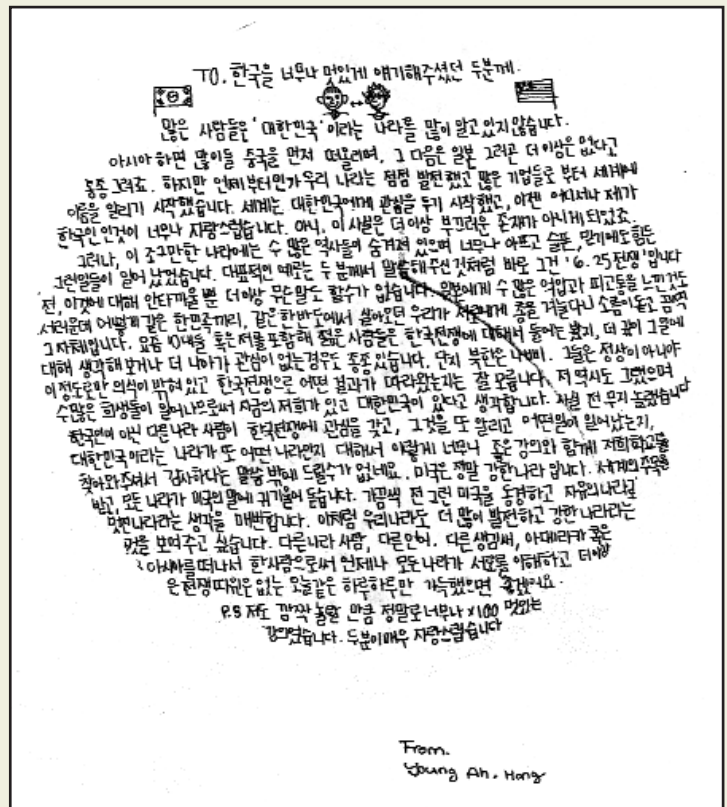 TO. 한국을 너무나 멋있게 얘기해주셨던 두분께.
많은 사람들은 '대한민국' 이라는 나라를 많이 알고 있지 않습니다.
아시아 하면 많이들 중국을 먼저 떠올리며, 그 다음은 일본 그러곤 더이상은 없다고
종종 그러죠. 하지만 언제부터인가 우리 나라는 점점 발전했고 많은 기업들로 부터 세계에
이름을 알리기 시작했습니다. 세계는 대한민국에게 관심을 두기 시작했고, 이젠 어디서나 제가
한국인인것이 너무나 자랑스럽습니다. 아니, 이 사실은 더이상 부끄러운 존재가 아니게 되었죠.
그러나, 이 조그만한 나라에는 수 많은 역사들이 숨겨져 있으며 너무나 아프고 슬픈, 믿기에도 힘든
그런일들이 일어 났었습니다. 대표적인 예로는 두 분께서 말씀해주신것처럼 바로 그건 '6.25전쟁' 입니다
전, 이것에 대해 안타까울 뿐 더이상 무슨말도 할수가 없습니다. 일본에게 수 많은 억압과 피고통을 느낀것도
서러운데 어떻게 같은 한민족끼리, 같은 한반도에서 살아오던 우리가 서로에게 총을 겨눌다니 소름이 돋고 끔찍
그 자체입니다. 요즘 10대들 혹은 저를 포함해 젊은 사람들은 한국전쟁에 대해서 들어는 봤지, 더 깊이 그걸에
대해 생각해 보거나 더 나아가 관심이 없는경우도 종종 있습니다. 단지 북한은 나빠. 그들은 정상이 아니야
이 정도로만 의식이 박혀 있고 한국전쟁으로 어떤 결과가 따라왔는지는 잘 모릅니다. 저 역시도 그랬으며
수많은 희생들이 일어나므로써 지금의 저희가 있고 대한민국이 있다고 생각합니다. 사실 전 무지 놀랬습니다
한국인이 아닌 다른나라 사람이 한국전쟁에 관심을 갖고, 그것을 또 알리고 어떤일이 일어났는지,
대한민국 이라는 나라가 또 어떤 나라인지 대해서 이렇게 너무나 좋은 강의와 함께 저희학교를
찾아와주셔서 감사하다는 말씀 밖에 드릴수가 없네요. 미국은 정말 강한나라 입니다. 세계의 주목을
받고, 모든 나라가 미국의 말에 귀기울여 듣습니다. 가끔씩 전 그런 미국을 동경하고 자유의나라
멋진나라라는 생각을 매번합니다. 이처럼 우리나라도 더 많이 발전하고 강한 나라라는
것을 보여주고 싶습니다. 다른나라 사람, 다른언어. 다른 생김새, 아메리카 혹은
아시아를 떠나서 한사람으로써 언제나 모든 나라가 서로를 이해하고 더이상
은 전쟁따위는 없는 오늘같은 하루하루만 가득했으면 좋겠어요.
P.S 저도 깜짝 놀랄 만큼 정말로 너무나 x100 멋있는
강의였습니다. 두분이 매우 자랑스럽습니다
From.
Young Ah. Hong